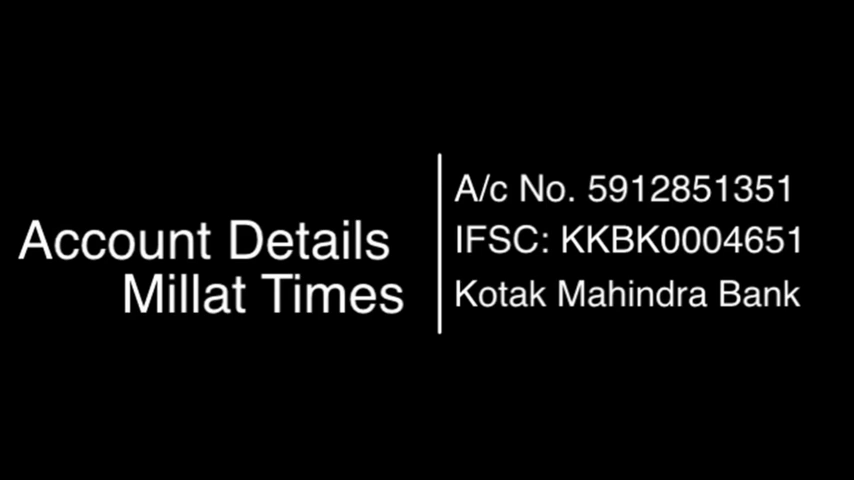 Account Details
Millat Times
A/c No. 5912851351
IFSC: KKBK0004651
Kotak Mahindra Bank